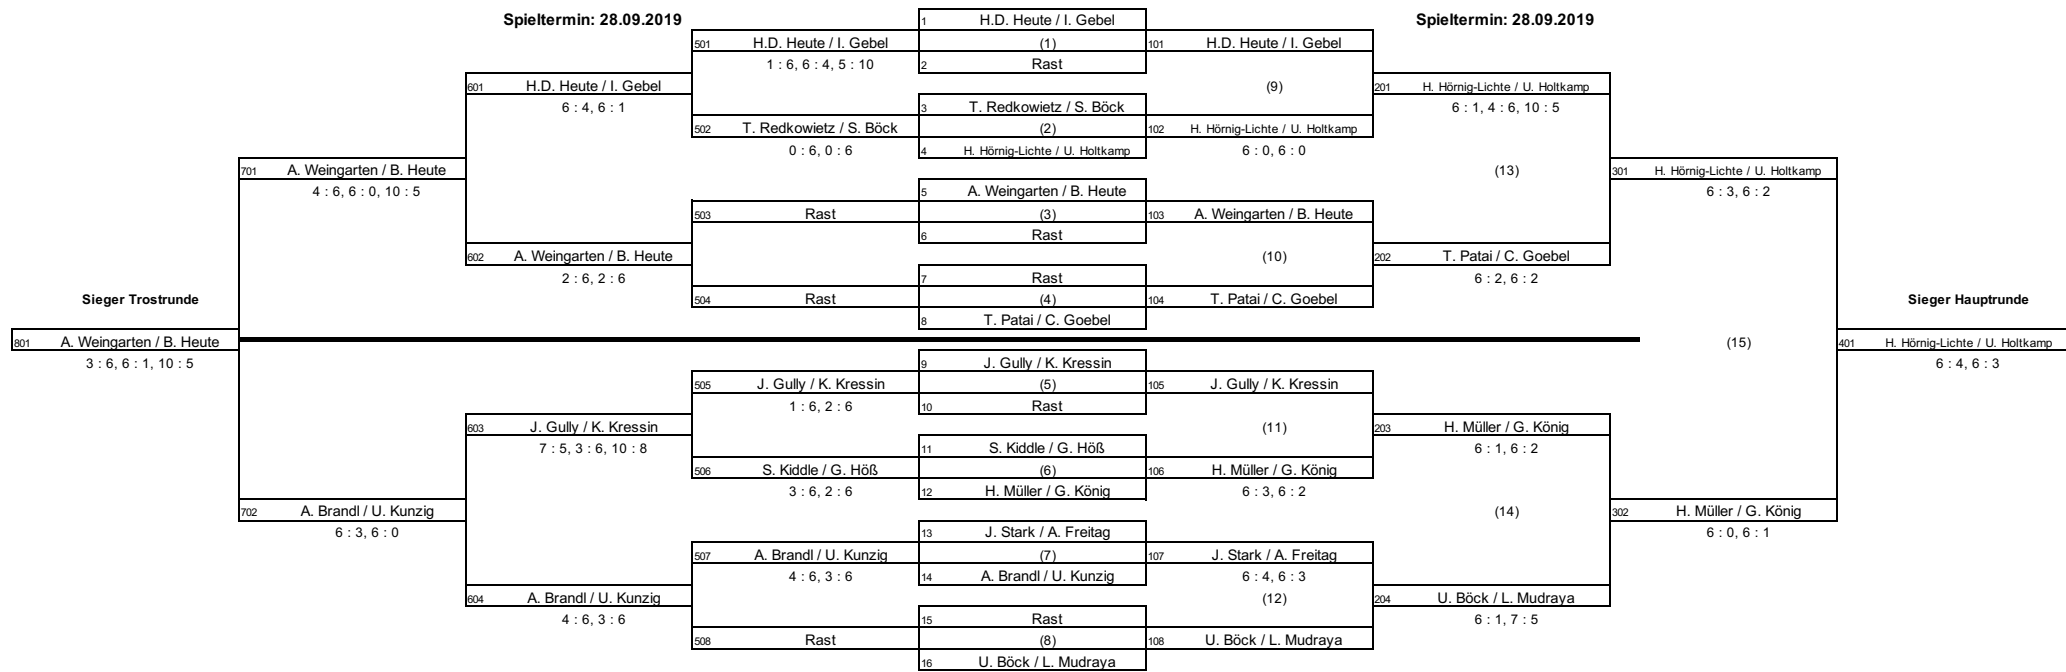 Spieltermin: 28.09.2019 1 H.D. Heute / I. Gebel Spieltermin: 28.09.2019
501 H.D. Heute / I. Gebel (1) 101 H.D. Heute / I. Gebel
1 : 6, 6 : 4, 5 : 10 2 Rast
601 H.D. Heute / I. Gebel (9) 201 H. Hörnig-Lichte / U. Holtkamp
6 : 4, 6 : 1 3 T. Redkowietz / S. Böck 6 : 1, 4 : 6, 10 : 5
502 T. Redkowietz / S. Böck (2) 102 H. Hörnig-Lichte / U. Holtkamp
0 : 6, 0 : 6 4 H. Hörnig-Lichte / U. Holtkamp 6 : 0, 6 : 0
701 A. Weingarten / B. Heute (13) 301 H. Hörnig-Lichte / U. Holtkamp
4 : 6, 6 : 0, 10 : 5 5 A. Weingarten / B. Heute 6 : 3, 6 : 2
503 Rast (3) 103 A. Weingarten / B. Heute
6 Rast
602 A. Weingarten / B. Heute (10) 202 T. Patai / C. Goebel
2 : 6, 2 : 6 7 Rast 6 : 2, 6 : 2
Sieger Trostrunde 504 Rast (4) 104 T. Patai / C. Goebel Sieger Hauptrunde
8 T. Patai / C. Goebel
801 A. Weingarten / B. Heute (15) 401 H. Hörnig-Lichte / U. Holtkamp
3 : 6, 6 : 1, 10 : 5 9 J. Gully / K. Kressin 6 : 4, 6 : 3
505 J. Gully / K. Kressin (5) 105 J. Gully / K. Kressin
1 : 6, 2 : 6 10 Rast
603 J. Gully / K. Kressin (11) 203 H. Müller / G. König
7 : 5, 3 : 6, 10 : 8 11 S. Kiddle / G. Höß 6 : 1, 6 : 2
506 S. Kiddle / G. Höß (6) 106 H. Müller / G. König
3 : 6, 2 : 6 12 H. Müller / G. König 6 : 3, 6 : 2
702 A. Brandl / U. Kunzig (14) 302 H. Müller / G. König
6 : 3, 6 : 0 13 J. Stark / A. Freitag 6 : 0, 6 : 1
507 A. Brandl / U. Kunzig (7) 107 J. Stark / A. Freitag
4 : 6, 3 : 6 14 A. Brandl / U. Kunzig 6 : 4, 6 : 3
604 A. Brandl / U. Kunzig (12) 204 U. Böck / L. Mudraya
4 : 6, 3 : 6 15 Rast 6 : 1, 7 : 5
508 Rast (8) 108 U. Böck / L. Mudraya
16 U. Böck / L. Mudraya